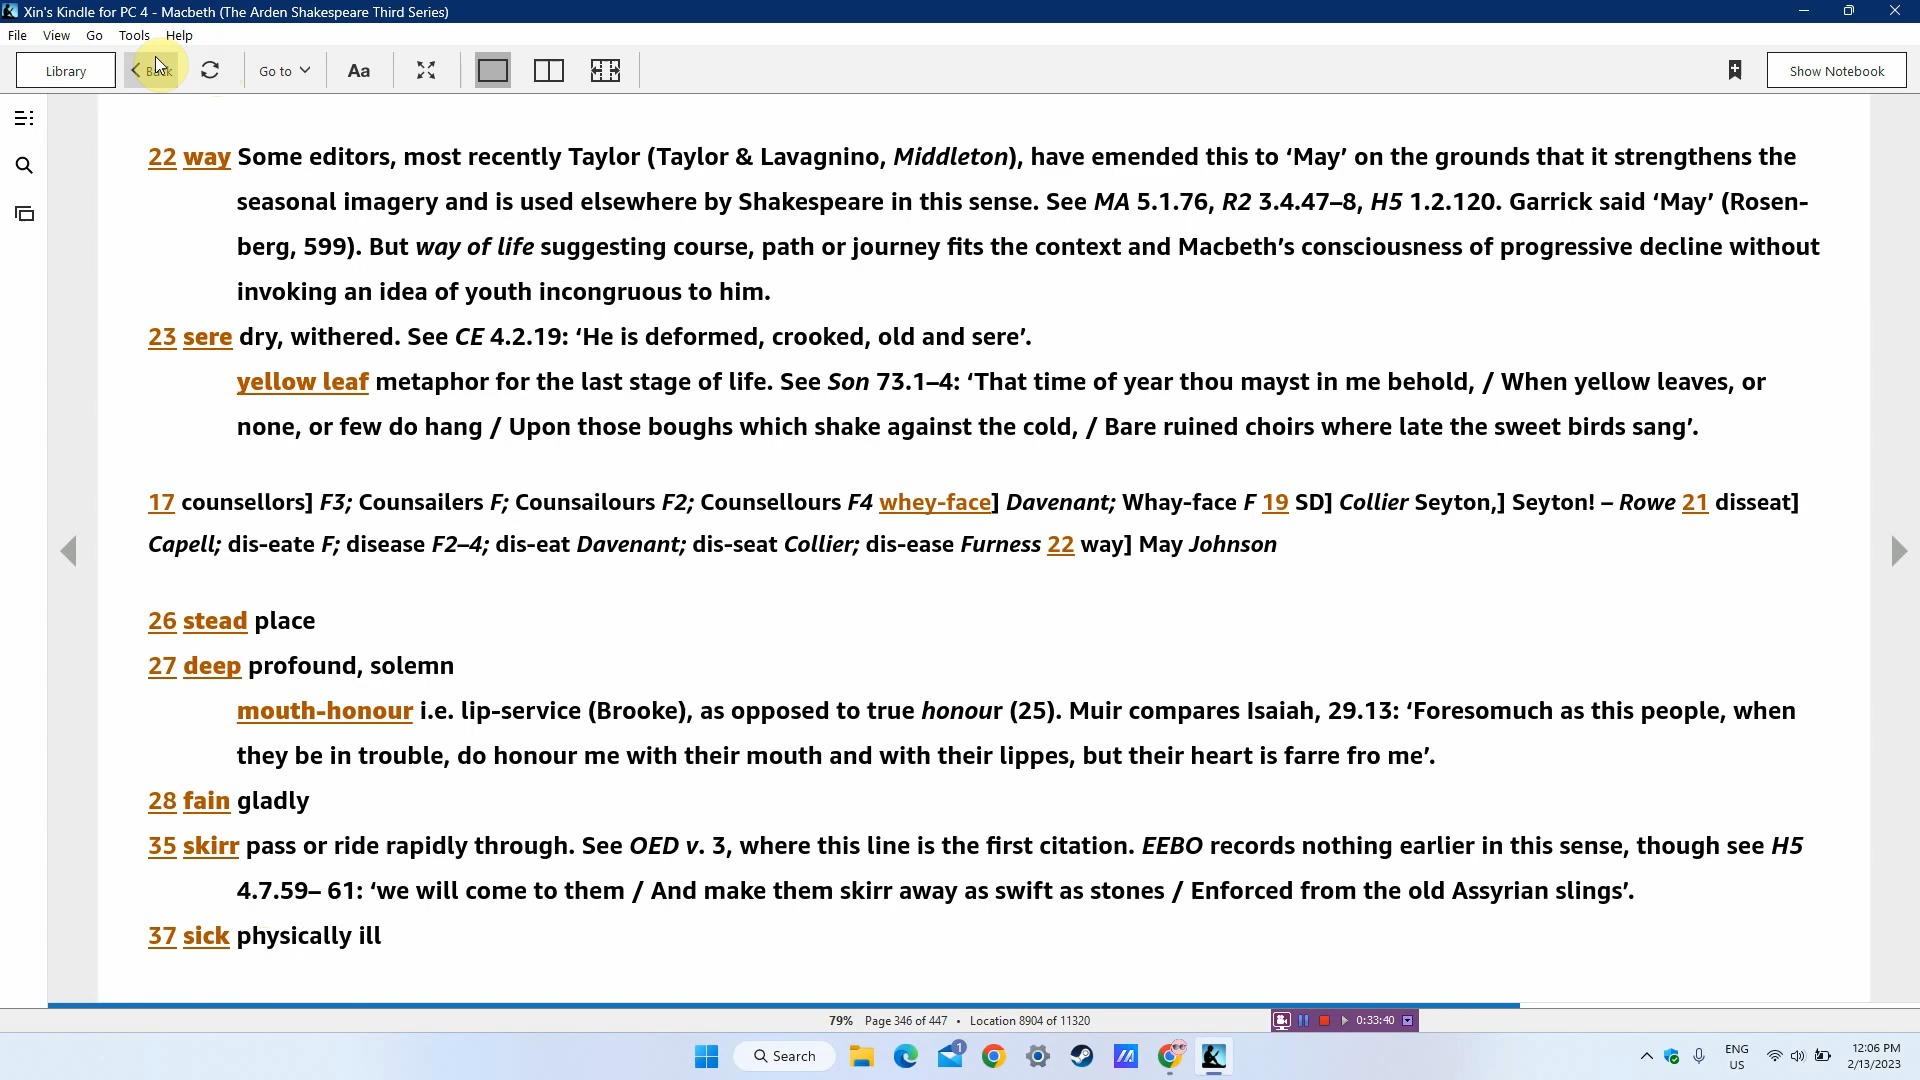 Xin's Kindle for PC 4 - Macbeth (The Arden Shakespeare Third Series)
File View Go Tools Help
Library Back Go to Aa Show Notebook
22 way Some editors, most recently Taylor (Taylor & Lavagnino, Middleton), have emended this to ‘May’ on the grounds that it strengthens the
seasonal imagery and is used elsewhere by Shakespeare in this sense. See MA 5.1.76, R2 3.4.47–8, H5 1.2.120. Garrick said ‘May’ (Rosen-
berg, 599). But way of life suggesting course, path or journey fits the context and Macbeth’s consciousness of progressive decline without
invoking an idea of youth incongruous to him.
23 sere dry, withered. See CE 4.2.19: ‘He is deformed, crooked, old and sere’.
yellow leaf metaphor for the last stage of life. See Son 73.1–4: ‘That time of year thou mayst in me behold, / When yellow leaves, or
none, or few do hang / Upon those boughs which shake against the cold, / Bare ruined choirs where late the sweet birds sang’.
17 counsellors] F3; Counsailers F; Counsailours F2; Counsellours F4 whey-face] Davenant; Whay-face F 19 SD] Collier Seyton,] Seyton! – Rowe 21 disseat]
Capell; dis-eate F; disease F2–4; dis-eat Davenant; dis-seat Collier; dis-ease Furness 22 way] May Johnson
26 stead place
27 deep profound, solemn
mouth-honour i.e. lip-service (Brooke), as opposed to true honour (25). Muir compares Isaiah, 29.13: ‘Foresomuch as this people, when
they be in trouble, do honour me with their mouth and with their lippes, but their heart is farre fro me’.
28 fain gladly
35 skirr pass or ride rapidly through. See OED v. 3, where this line is the first citation. EEBO records nothing earlier in this sense, though see H5
4.7.59– 61: ‘we will come to them / And make them skirr away as swift as stones / Enforced from the old Assyrian slings’.
37 sick physically ill
79% Page 346 of 447 • Location 8904 of 11320
0:33:40
Search
1
ENG
US
12:06 PM
2/13/2023